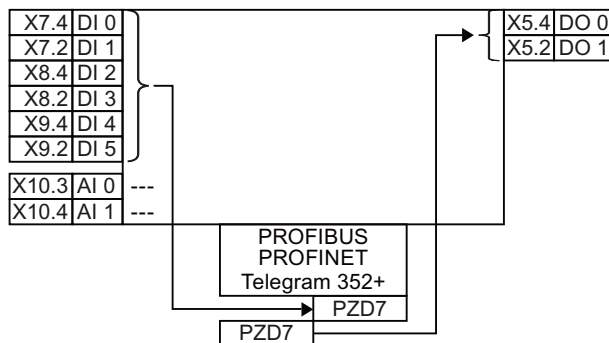 X7.4 DI 0
X7.2 DI 1
X8.4 DI 2
X8.2 DI 3
X9.4 DI 4
X9.2 DI 5
X10.3 AI 0 ---
X10.4 AI 1 ---
X5.4 DO 0
X5.2 DO 1
PROFIBUS
PROFINET
Telegram 352+
PZD7
PZD7